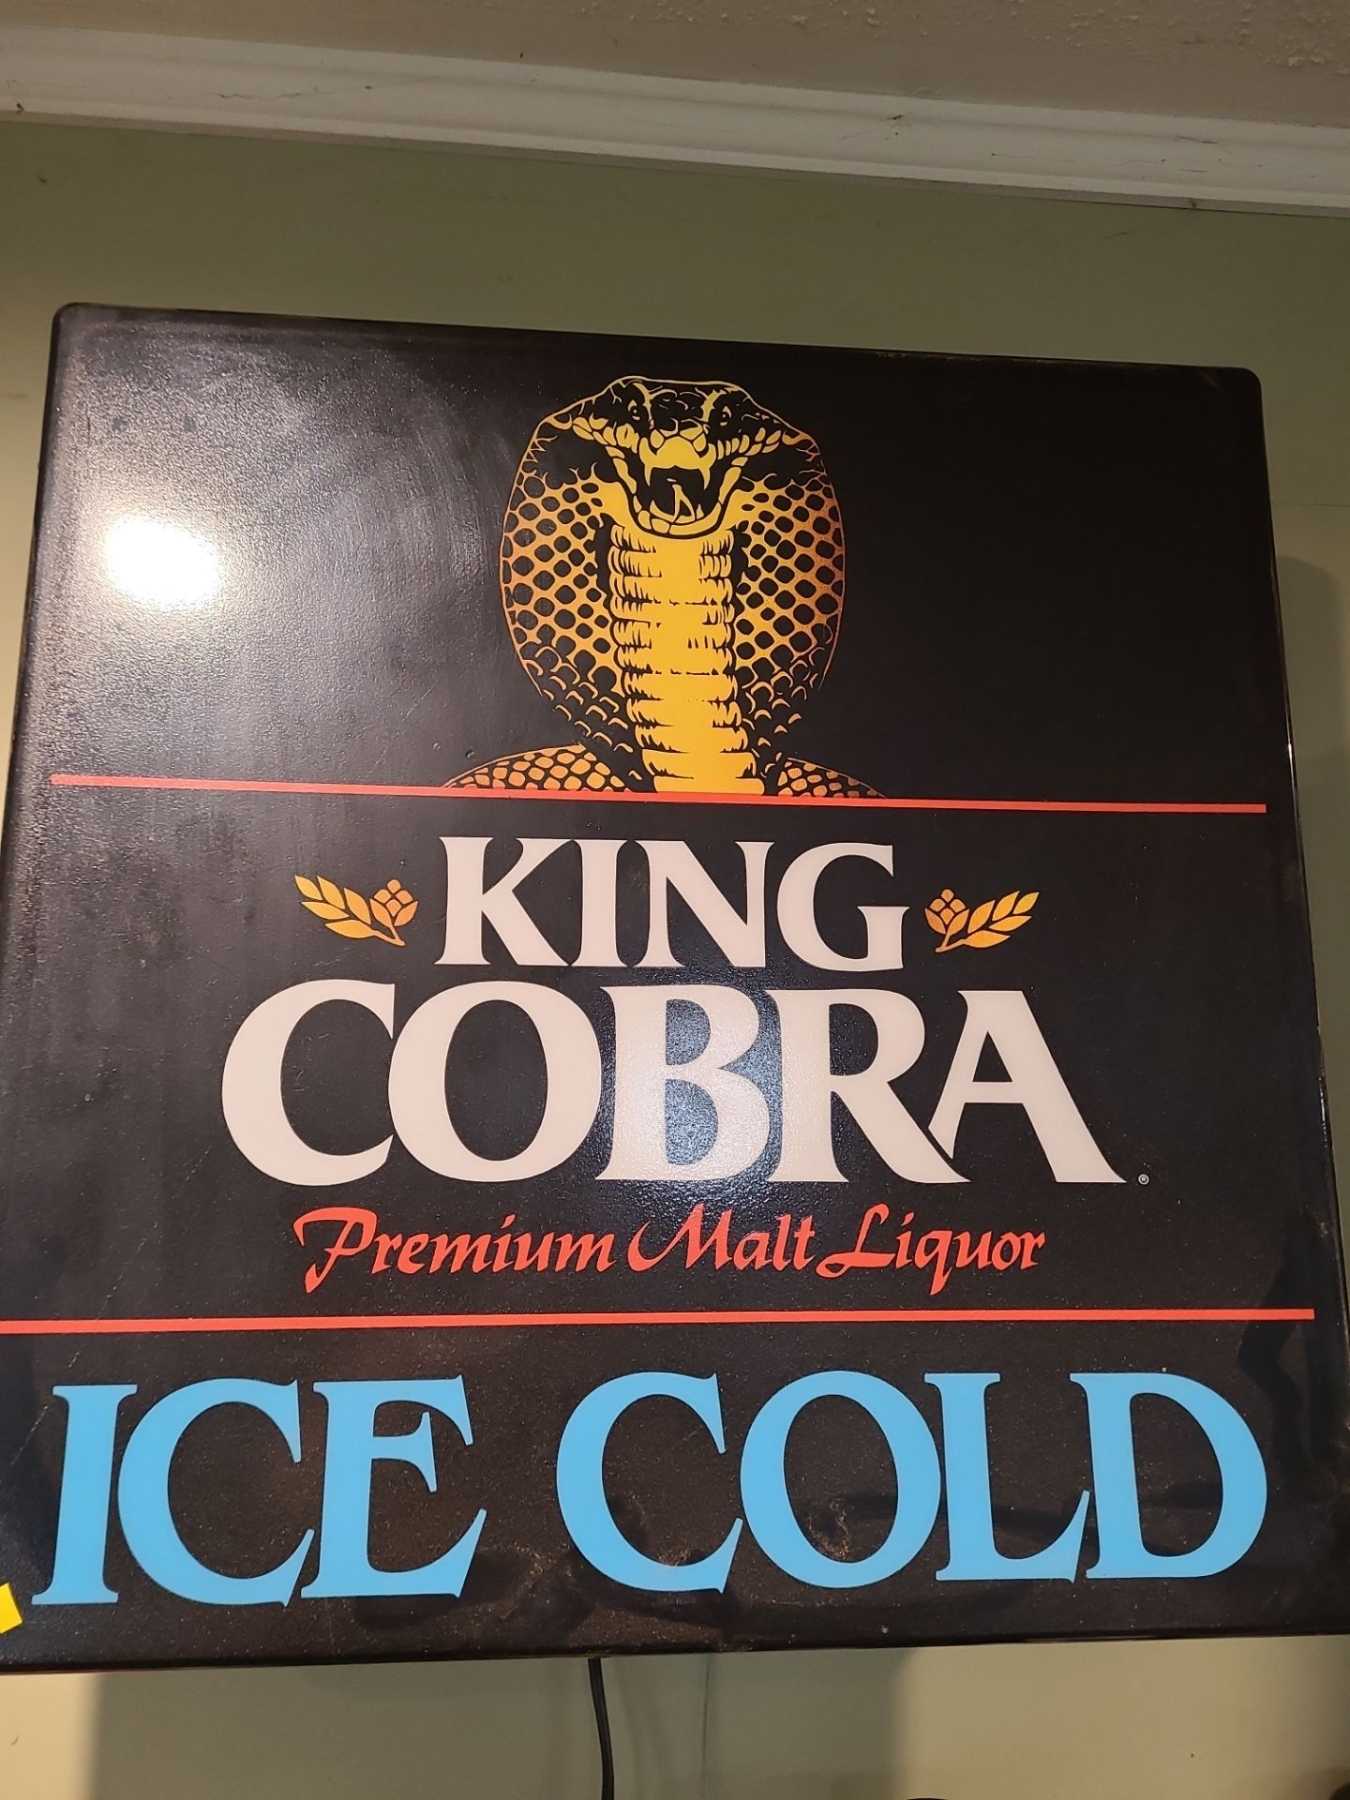 KING
COBRA®
Premium Malt Liquor
ICE COLD